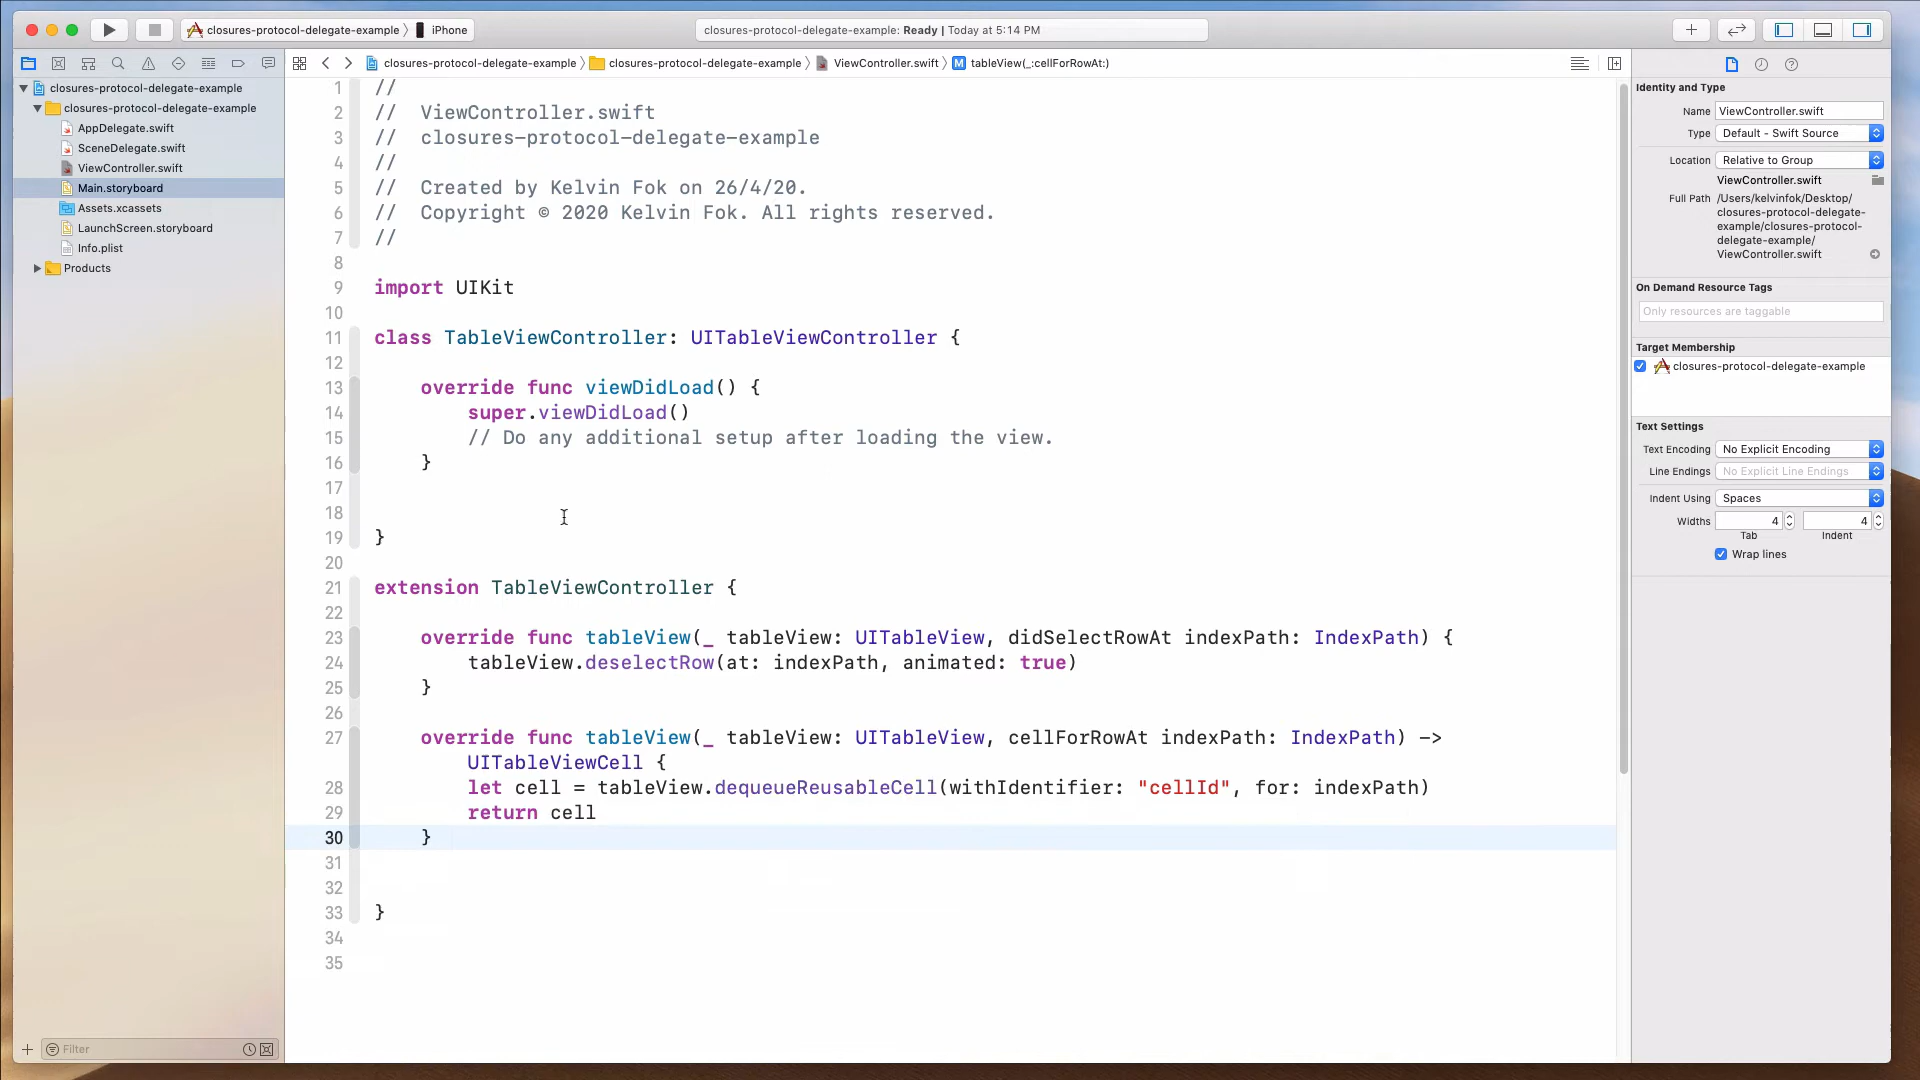 closures-protocol-delegate-example 〉 iPhone
closures-protocol-delegate-example: Ready | Today at 5:14 PM
closures-protocol-delegate-example 〉 closures-protocol-delegate-example 〉 ViewController.swift 〉 M tableView(_:cellForRowAt:)
closures-protocol-delegate-example
closures-protocol-delegate-example
AppDelegate.swift
SceneDelegate.swift
ViewController.swift
Main.storyboard
Assets.xcassets
LaunchScreen.storyboard
Info.plist
Products
Filter
1 //
2 //  ViewController.swift
3 //  closures-protocol-delegate-example
4 //
5 //  Created by Kelvin Fok on 26/4/20.
6 //  Copyright © 2020 Kelvin Fok. All rights reserved.
7 //
8
9 import UIKit
10
11 class TableViewController: UITableViewController {
12
13     override func viewDidLoad() {
14         super.viewDidLoad()
15         // Do any additional setup after loading the view.
16     }
17
18
19 }
20
21 extension TableViewController {
22
23     override func tableView(_ tableView: UITableView, didSelectRowAt indexPath: IndexPath) {
24         tableView.deselectRow(at: indexPath, animated: true)
25     }
26
27     override func tableView(_ tableView: UITableView, cellForRowAt indexPath: IndexPath) ->
UITableViewCell {
28         let cell = tableView.dequeueReusableCell(withIdentifier: "cellId", for: indexPath)
29         return cell
30     }
31
32
33 }
34
35
Identity and Type
Name ViewController.swift
Type Default - Swift Source
Location Relative to Group
ViewController.swift
Full Path /Users/kelvinfok/Desktop/
closures-protocol-delegate-
example/closures-protocol-
delegate-example/
ViewController.swift
On Demand Resource Tags
Only resources are taggable
Target Membership
closures-protocol-delegate-example
Text Settings
Text Encoding No Explicit Encoding
Line Endings No Explicit Line Endings
Indent Using Spaces
Widths 4 4
Tab Indent
Wrap lines